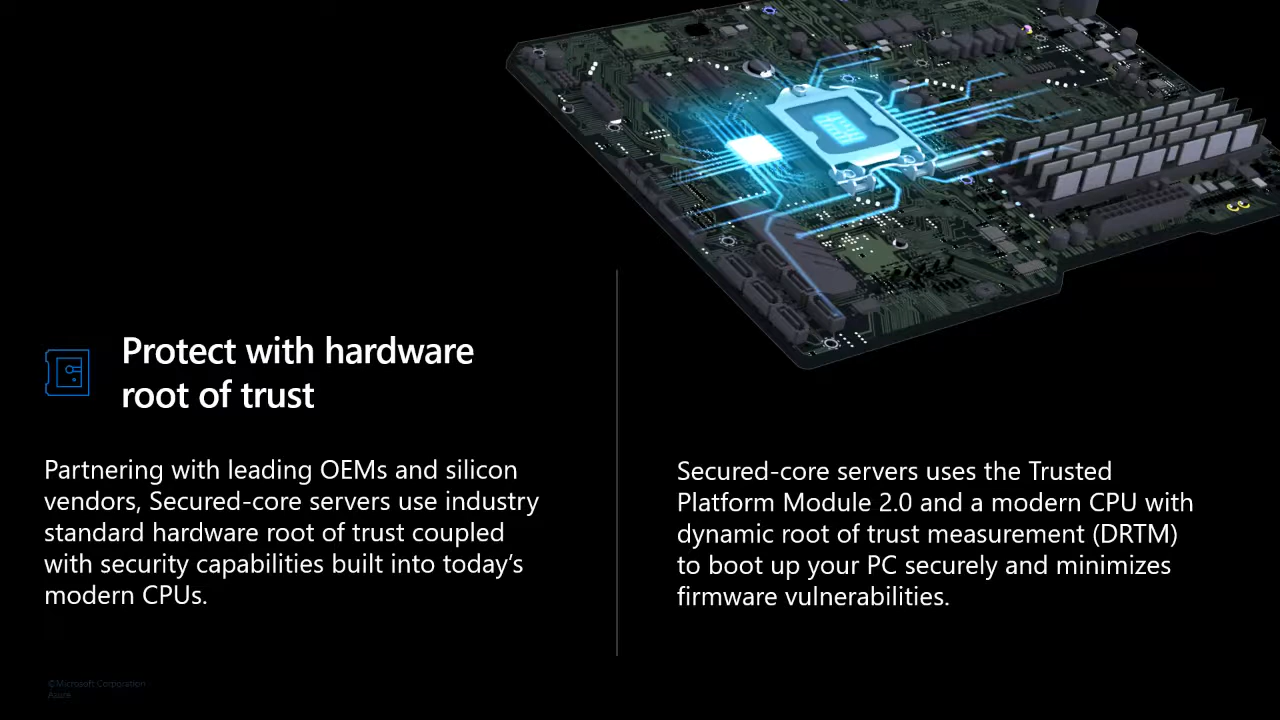 Protect with hardware
root of trust
Partnering with leading OEMs and silicon
vendors, Secured-core servers use industry
standard hardware root of trust coupled
with security capabilities built into today’s
modern CPUs.
Secured-core servers uses the Trusted
Platform Module 2.0 and a modern CPU with
dynamic root of trust measurement (DRTM)
to boot up your PC securely and minimizes
firmware vulnerabilities.
©Microsoft Corporation
Azure